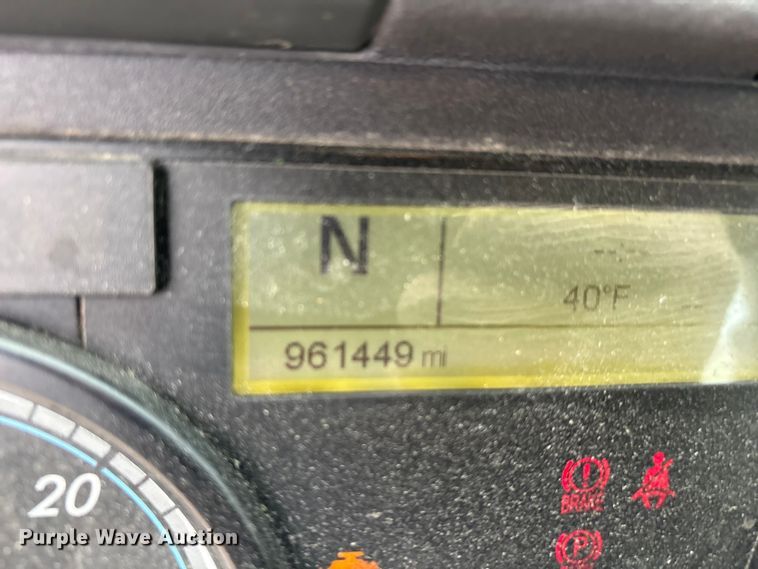 N
--:--
40°F
961449 mi
20
BRAKE
P
Purple Wave Auction